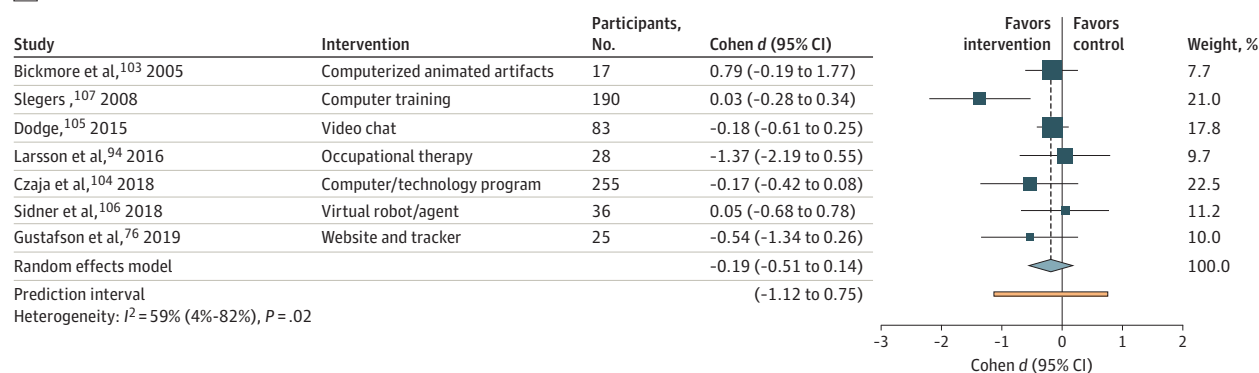 Study Intervention Participants, No. Cohen d (95% CI) Favors intervention Favors control Weight, %
Bickmore et al,103 2005 Computerized animated artifacts 17 0.79 (-0.19 to 1.77) 7.7
Slegers ,107 2008 Computer training 190 0.03 (-0.28 to 0.34) 21.0
Dodge,105 2015 Video chat 83 -0.18 (-0.61 to 0.25) 17.8
Larsson et al,94 2016 Occupational therapy 28 -1.37 (-2.19 to 0.55) 9.7
Czaja et al,104 2018 Computer/technology program 255 -0.17 (-0.42 to 0.08) 22.5
Sidner et al,106 2018 Virtual robot/agent 36 0.05 (-0.68 to 0.78) 11.2
Gustafson et al,76 2019 Website and tracker 25 -0.54 (-1.34 to 0.26) 10.0
Random effects model -0.19 (-0.51 to 0.14) 100.0
Prediction interval (-1.12 to 0.75)
Heterogeneity: I2 = 59% (4%-82%), P = .02
-3 -2 -1 0 1 2
Cohen d (95% CI)